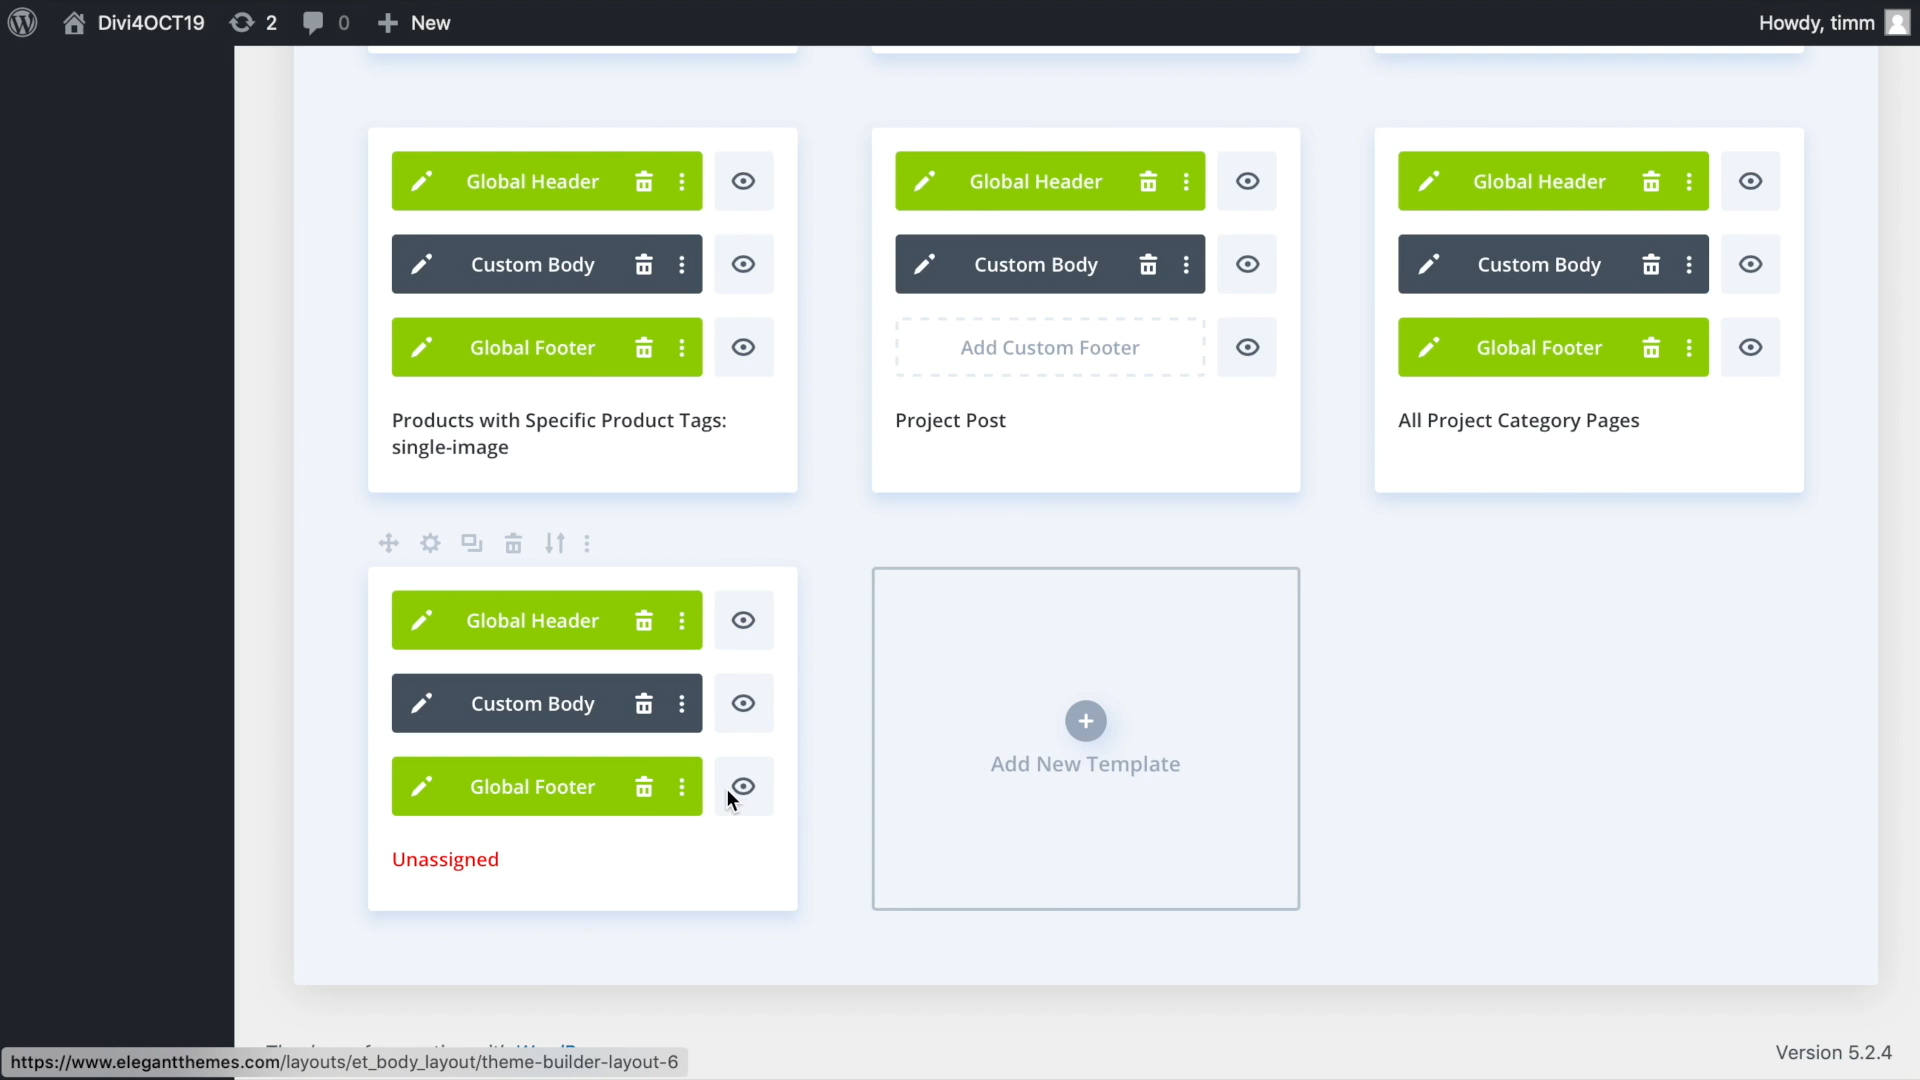 Divi4OCT19 2 0 New Howdy, timm
Global Header Global Header Global Header
Custom Body Custom Body Custom Body
Global Footer Add Custom Footer Global Footer
Products with Specific Product Tags: Project Post All Project Category Pages
single-image
Global Header
Custom Body
Add New Template
Global Footer
Unassigned
https://www.elegantthemes.com/layouts/et_body_layout/theme-builder-layout-6 Version 5.2.4